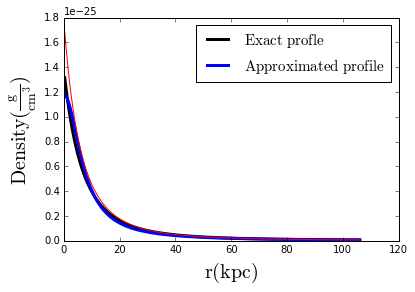 1e−25
1.8
1.6
1.4
1.2
1.0
0.8
0.6
0.4
0.2
0.0
Density(g/cm³)
Exact profle
Approximated profile
0 20 40 60 80 100 120
r(kpc)